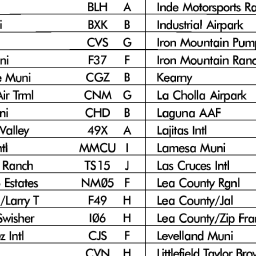 BLH A Inde Motorsports Ra
i BXK B Industrial Airpark
CVS G Iron Mountain Pump
ni F37 F Iron Mountain Ranc
e Muni CGZ B Kearny
Air Trml CNM G La Cholla Airpark
ni CHD B Laguna AAF
Valley 49X A Lajitas Intl
tl MMCU I Lamesa Muni
Ranch TS15 J Las Cruces Intl
Estates NM05 F Lea County Rgnl
/Larry T F49 H Lea County/Jal
Swisher I06 H Lea County/Zip Fran
z Intl CJS F Levelland Muni
CVN H Littlefield Taylor Brow